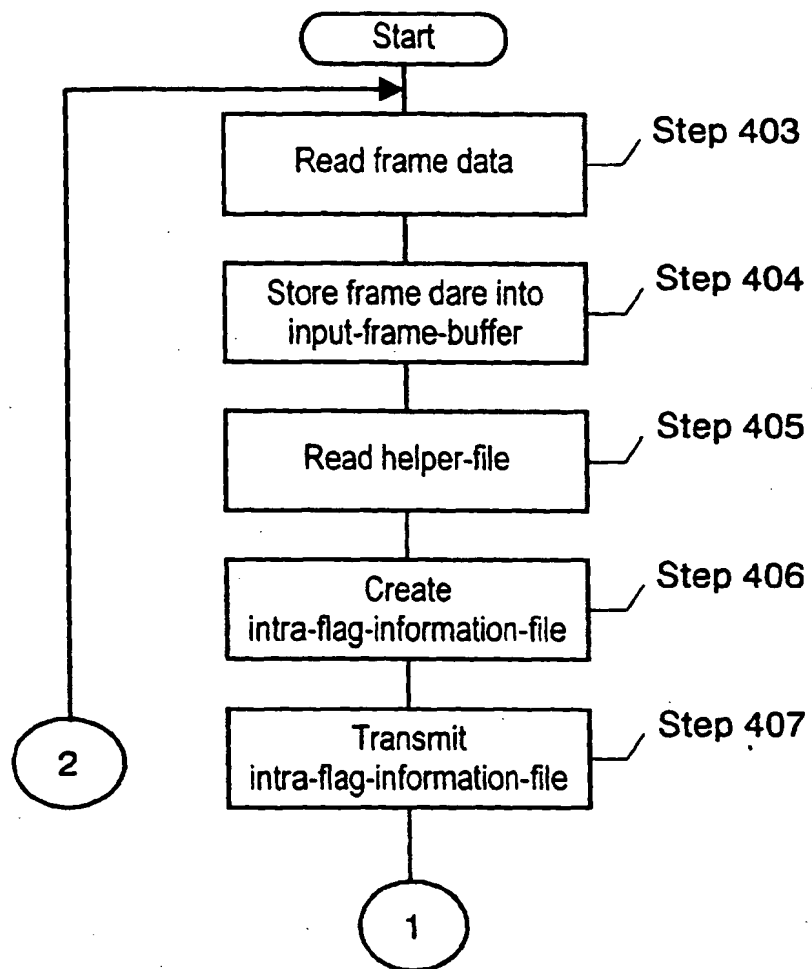 Start
Read frame data
Step 403
Store frame dare into
input-frame-buffer
Step 404
Read helper-file
Step 405
Create
intra-flag-information-file
Step 406
Transmit
intra-flag-information-file
Step 407
2
1